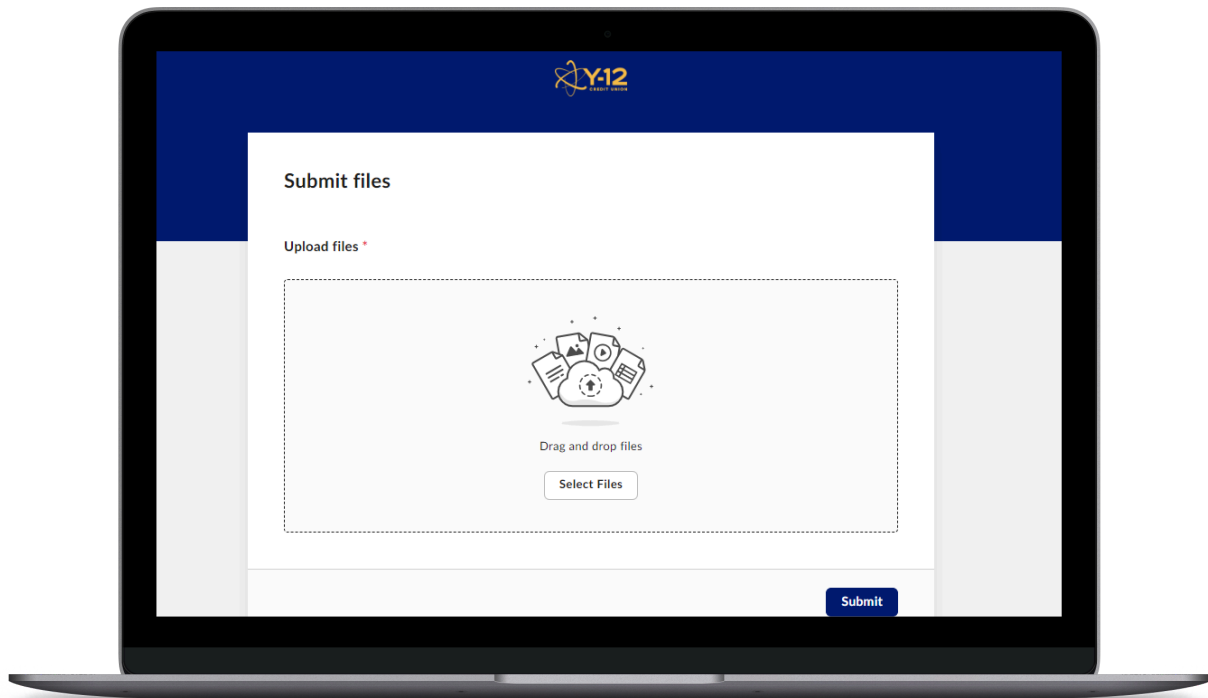 Y-12
CREDIT UNION
Submit files
Upload files *
Drag and drop files
Select Files
Submit